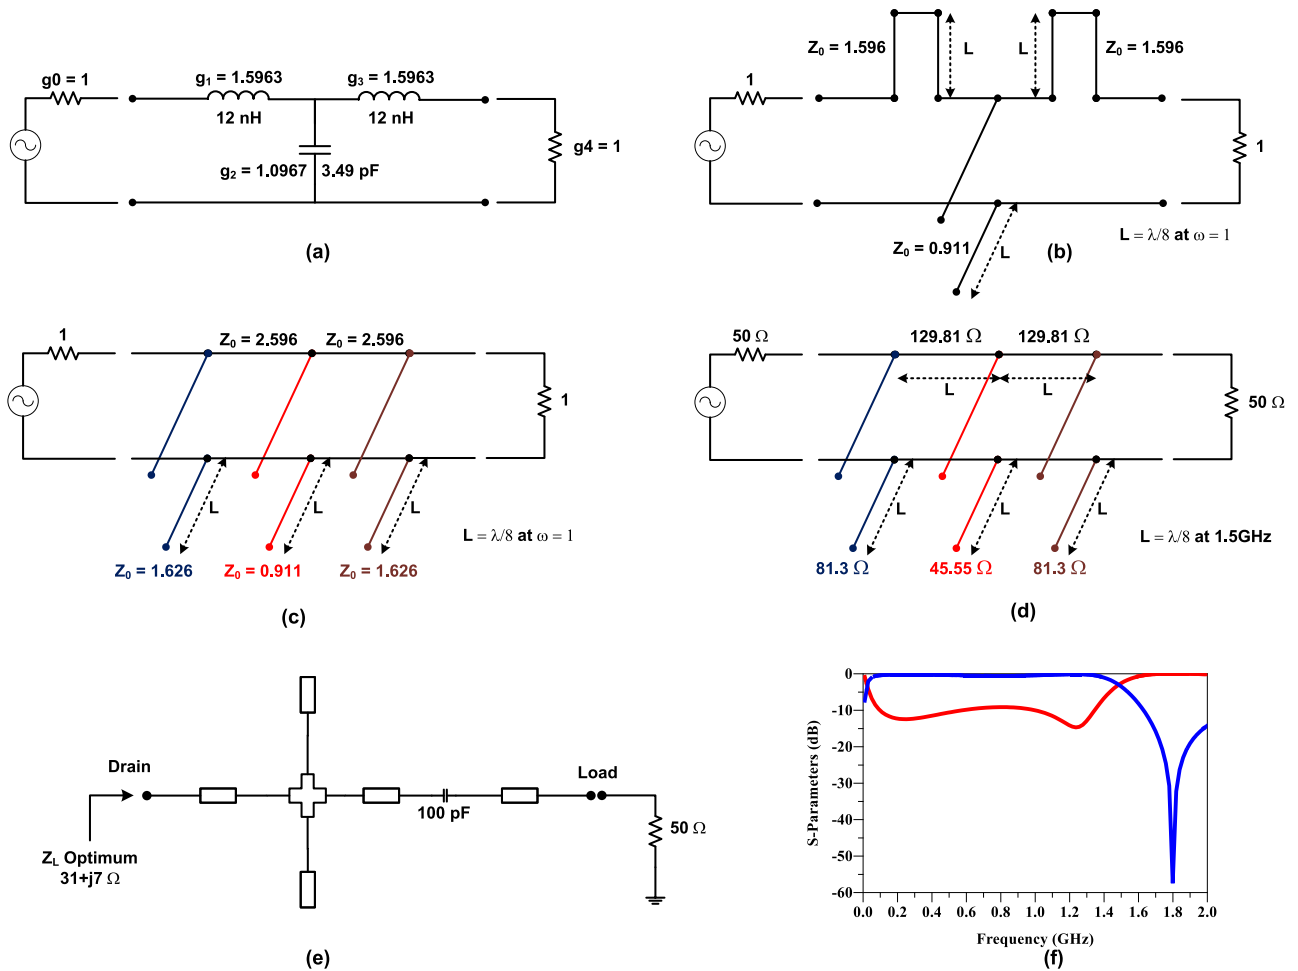 g0 = 1
g1 = 1.5963
g3 = 1.5963
12 nH
12 nH
g2 = 1.0967
3.49 pF
g4 = 1
(a)
Z0 = 1.596
L
L
Z0 = 1.596
1
1
Z0 = 0.911
L
L = λ/8 at ω = 1
(b)
1
Z0 = 2.596
Z0 = 2.596
1
L
L
L
L = λ/8 at ω = 1
Z0 = 1.626
Z0 = 0.911
Z0 = 1.626
(c)
50 Ω
129.81 Ω
129.81 Ω
L
L
50 Ω
L
L
L
L = λ/8 at 1.5GHz
81.3 Ω
45.55 Ω
81.3 Ω
(d)
Drain
Load
100 pF
50 Ω
ZL Optimum
31+j7 Ω
(e)
S-Parameters (dB)
0
-10
-20
-30
-40
-50
-60
0.0 0.2 0.4 0.6 0.8 1.0 1.2 1.4 1.6 1.8 2.0
Frequency (GHz)
(f)